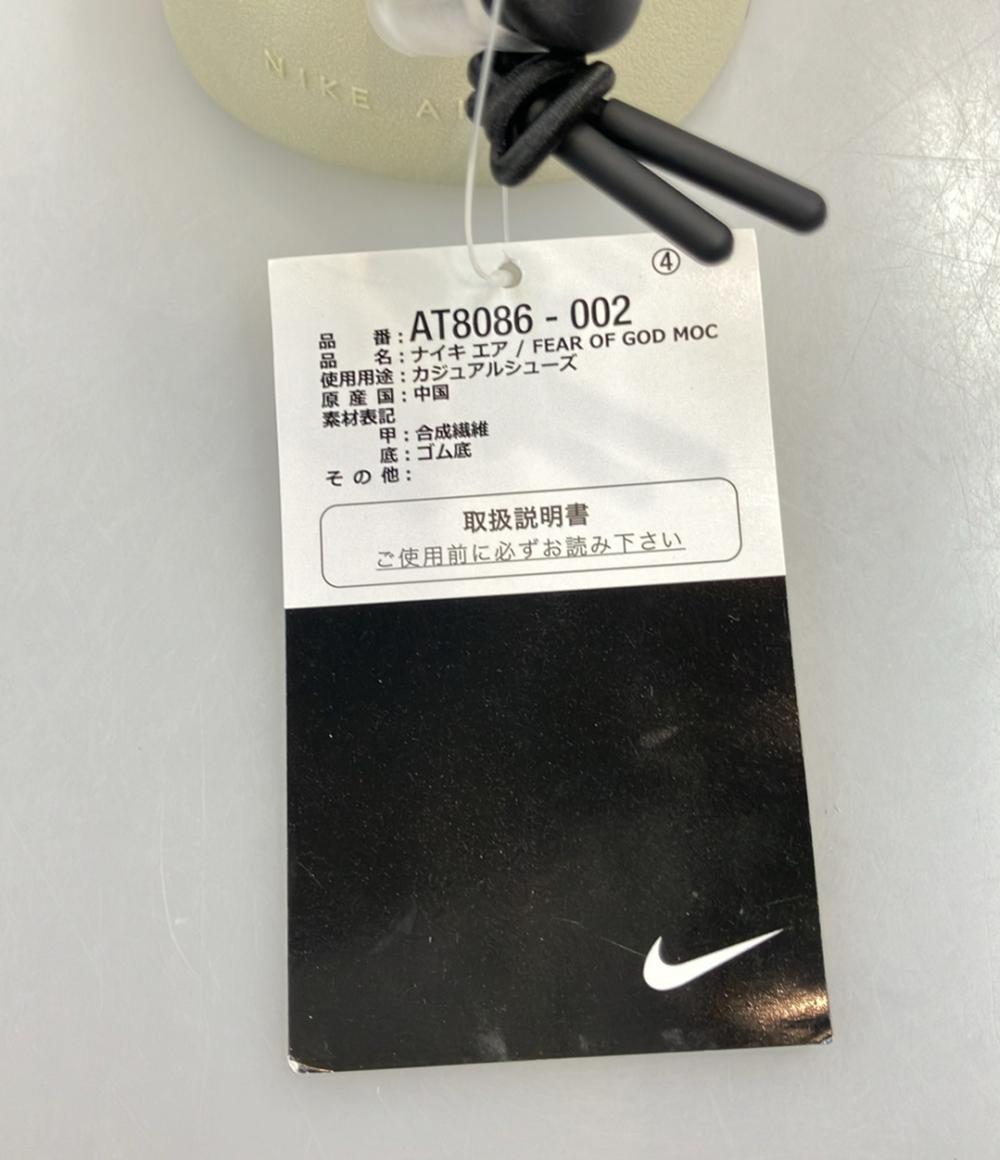 NIKE
④
品 番：AT8086 - 002
品 名：ナイキ エア / FEAR OF GOD MOC
使用用途：カジュアルシューズ
原 産 国：中国
素材表記
甲：合成繊維
底：ゴム底
そ の 他：
取扱説明書
ご使用前に必ずお読み下さい